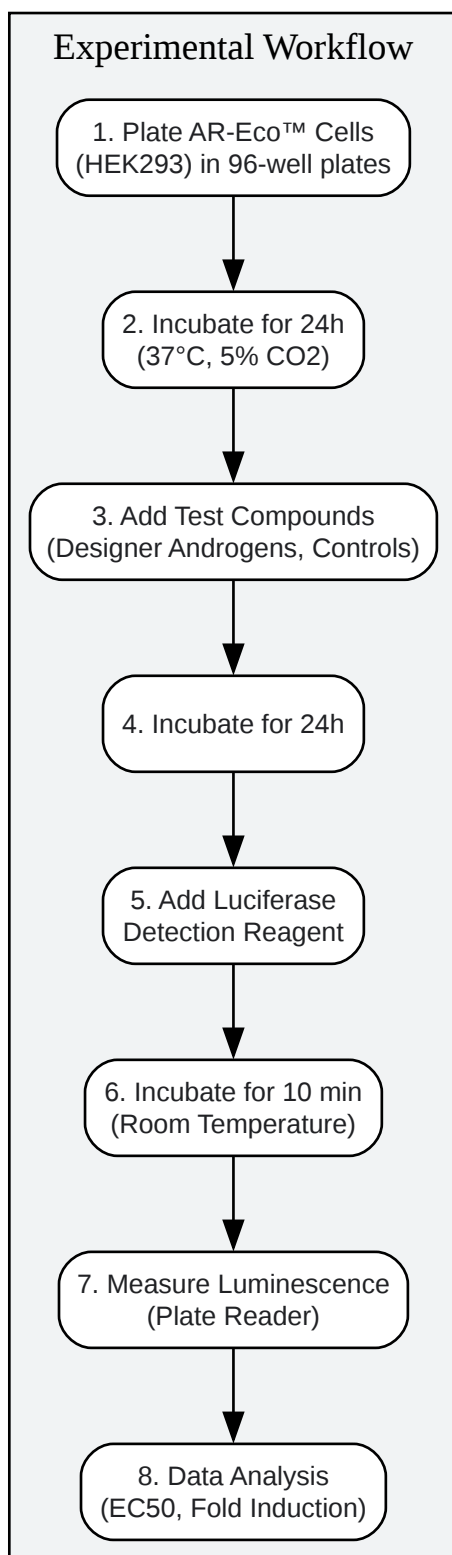 Experimental Workflow
1. Plate AR-Eco™ Cells
(HEK293) in 96-well plates
2. Incubate for 24h
(37°C, 5% CO2)
3. Add Test Compounds
(Designer Androgens, Controls)
4. Incubate for 24h
5. Add Luciferase
Detection Reagent
6. Incubate for 10 min
(Room Temperature)
7. Measure Luminescence
(Plate Reader)
8. Data Analysis
(EC50, Fold Induction)